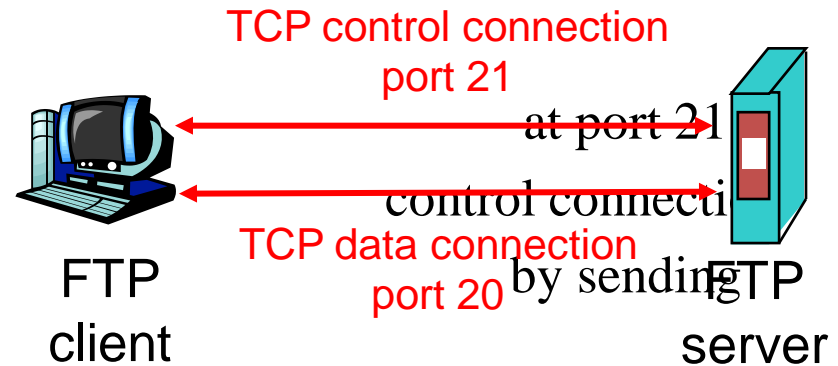 TCP control connection
port 21
at port 21
control connecti
TCP data connection
port 20
by sending
FTP
client
FTP
server